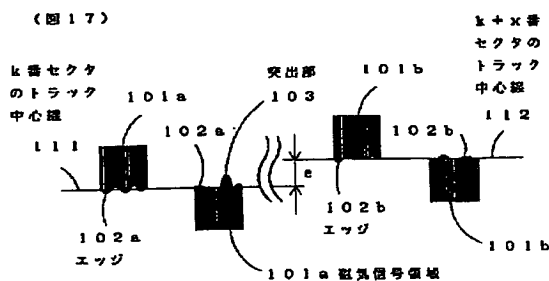 (図17)
k番セクタ
のトラック
中心線
111
101a
102a
突出部
103
101b
k+x番
セクタの
トラック
中心線
112
102b
e
102a
エッジ
102b
エッジ
101b
101a 磁気信号領域